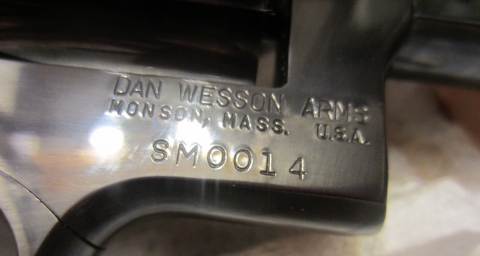 DAN WESSON ARMS
MONSON, MASS. U.S.A.
SM0014